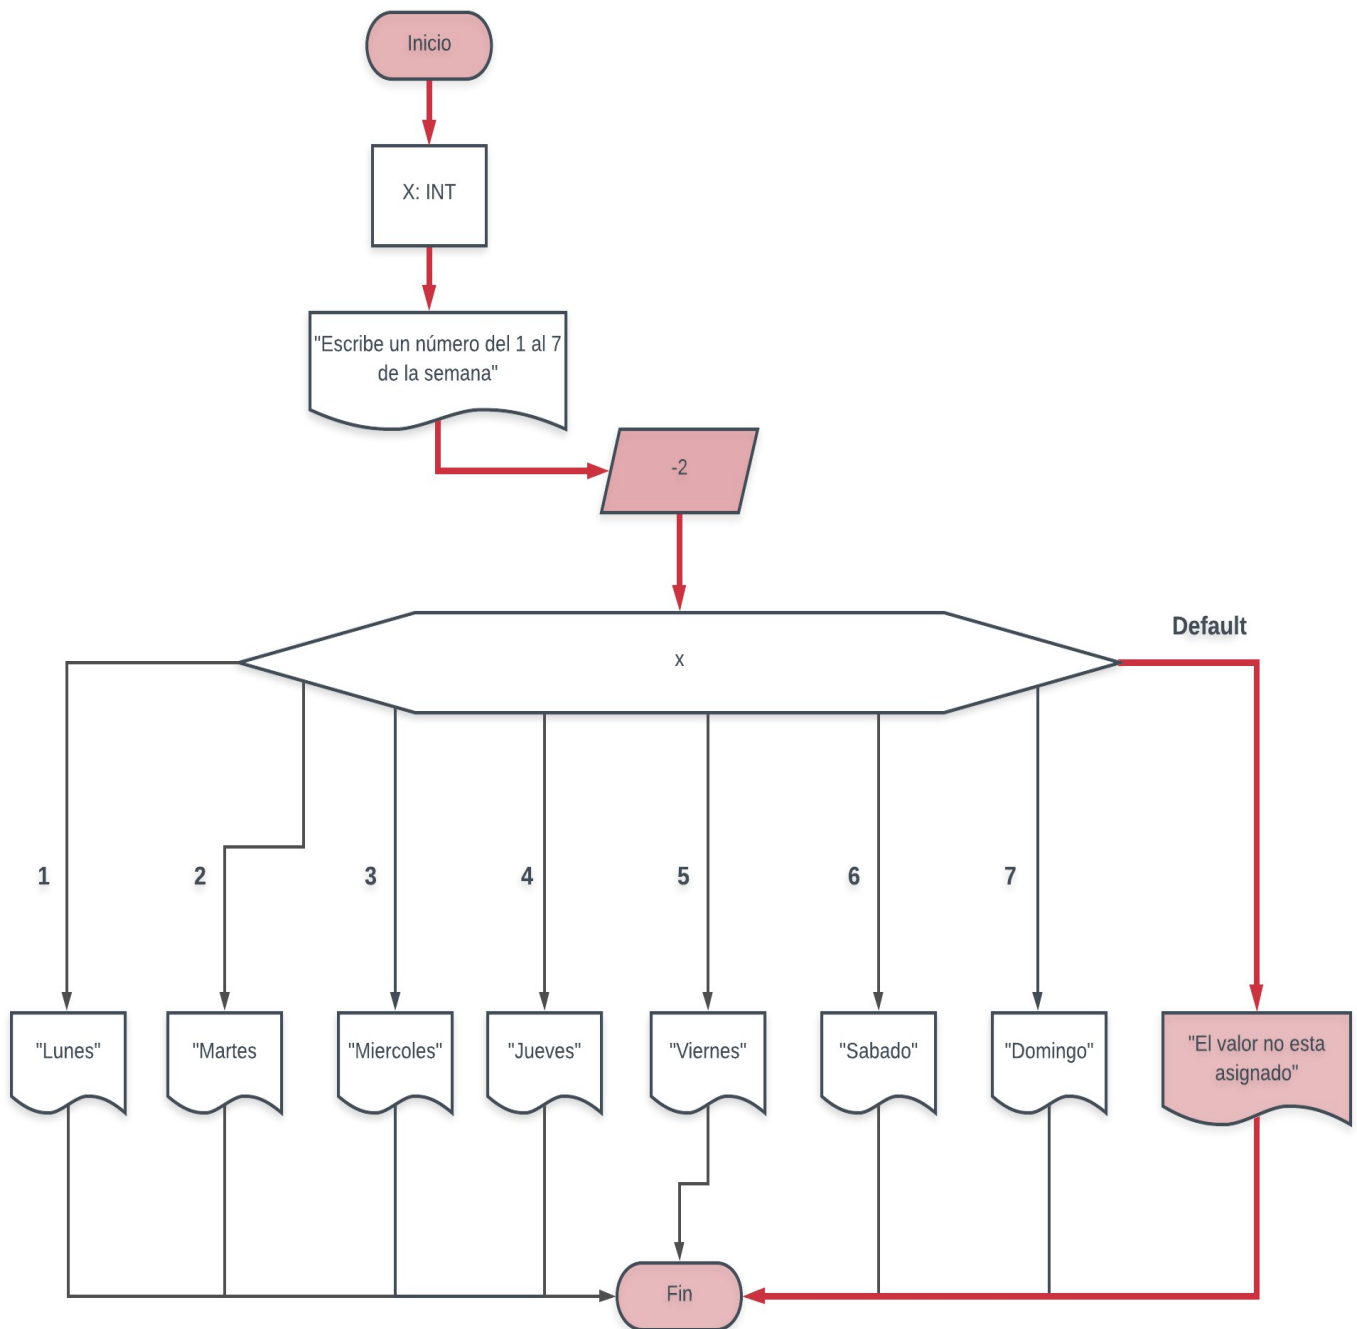 Inicio
X: INT
"Escribe un número del 1 al 7
de la semana"
-2
x
Default
1
2
3
4
5
6
7
"Lunes"
"Martes
"Miercoles"
"Jueves"
"Viernes"
"Sabado"
"Domingo"
"El valor no esta
asignado"
Fin